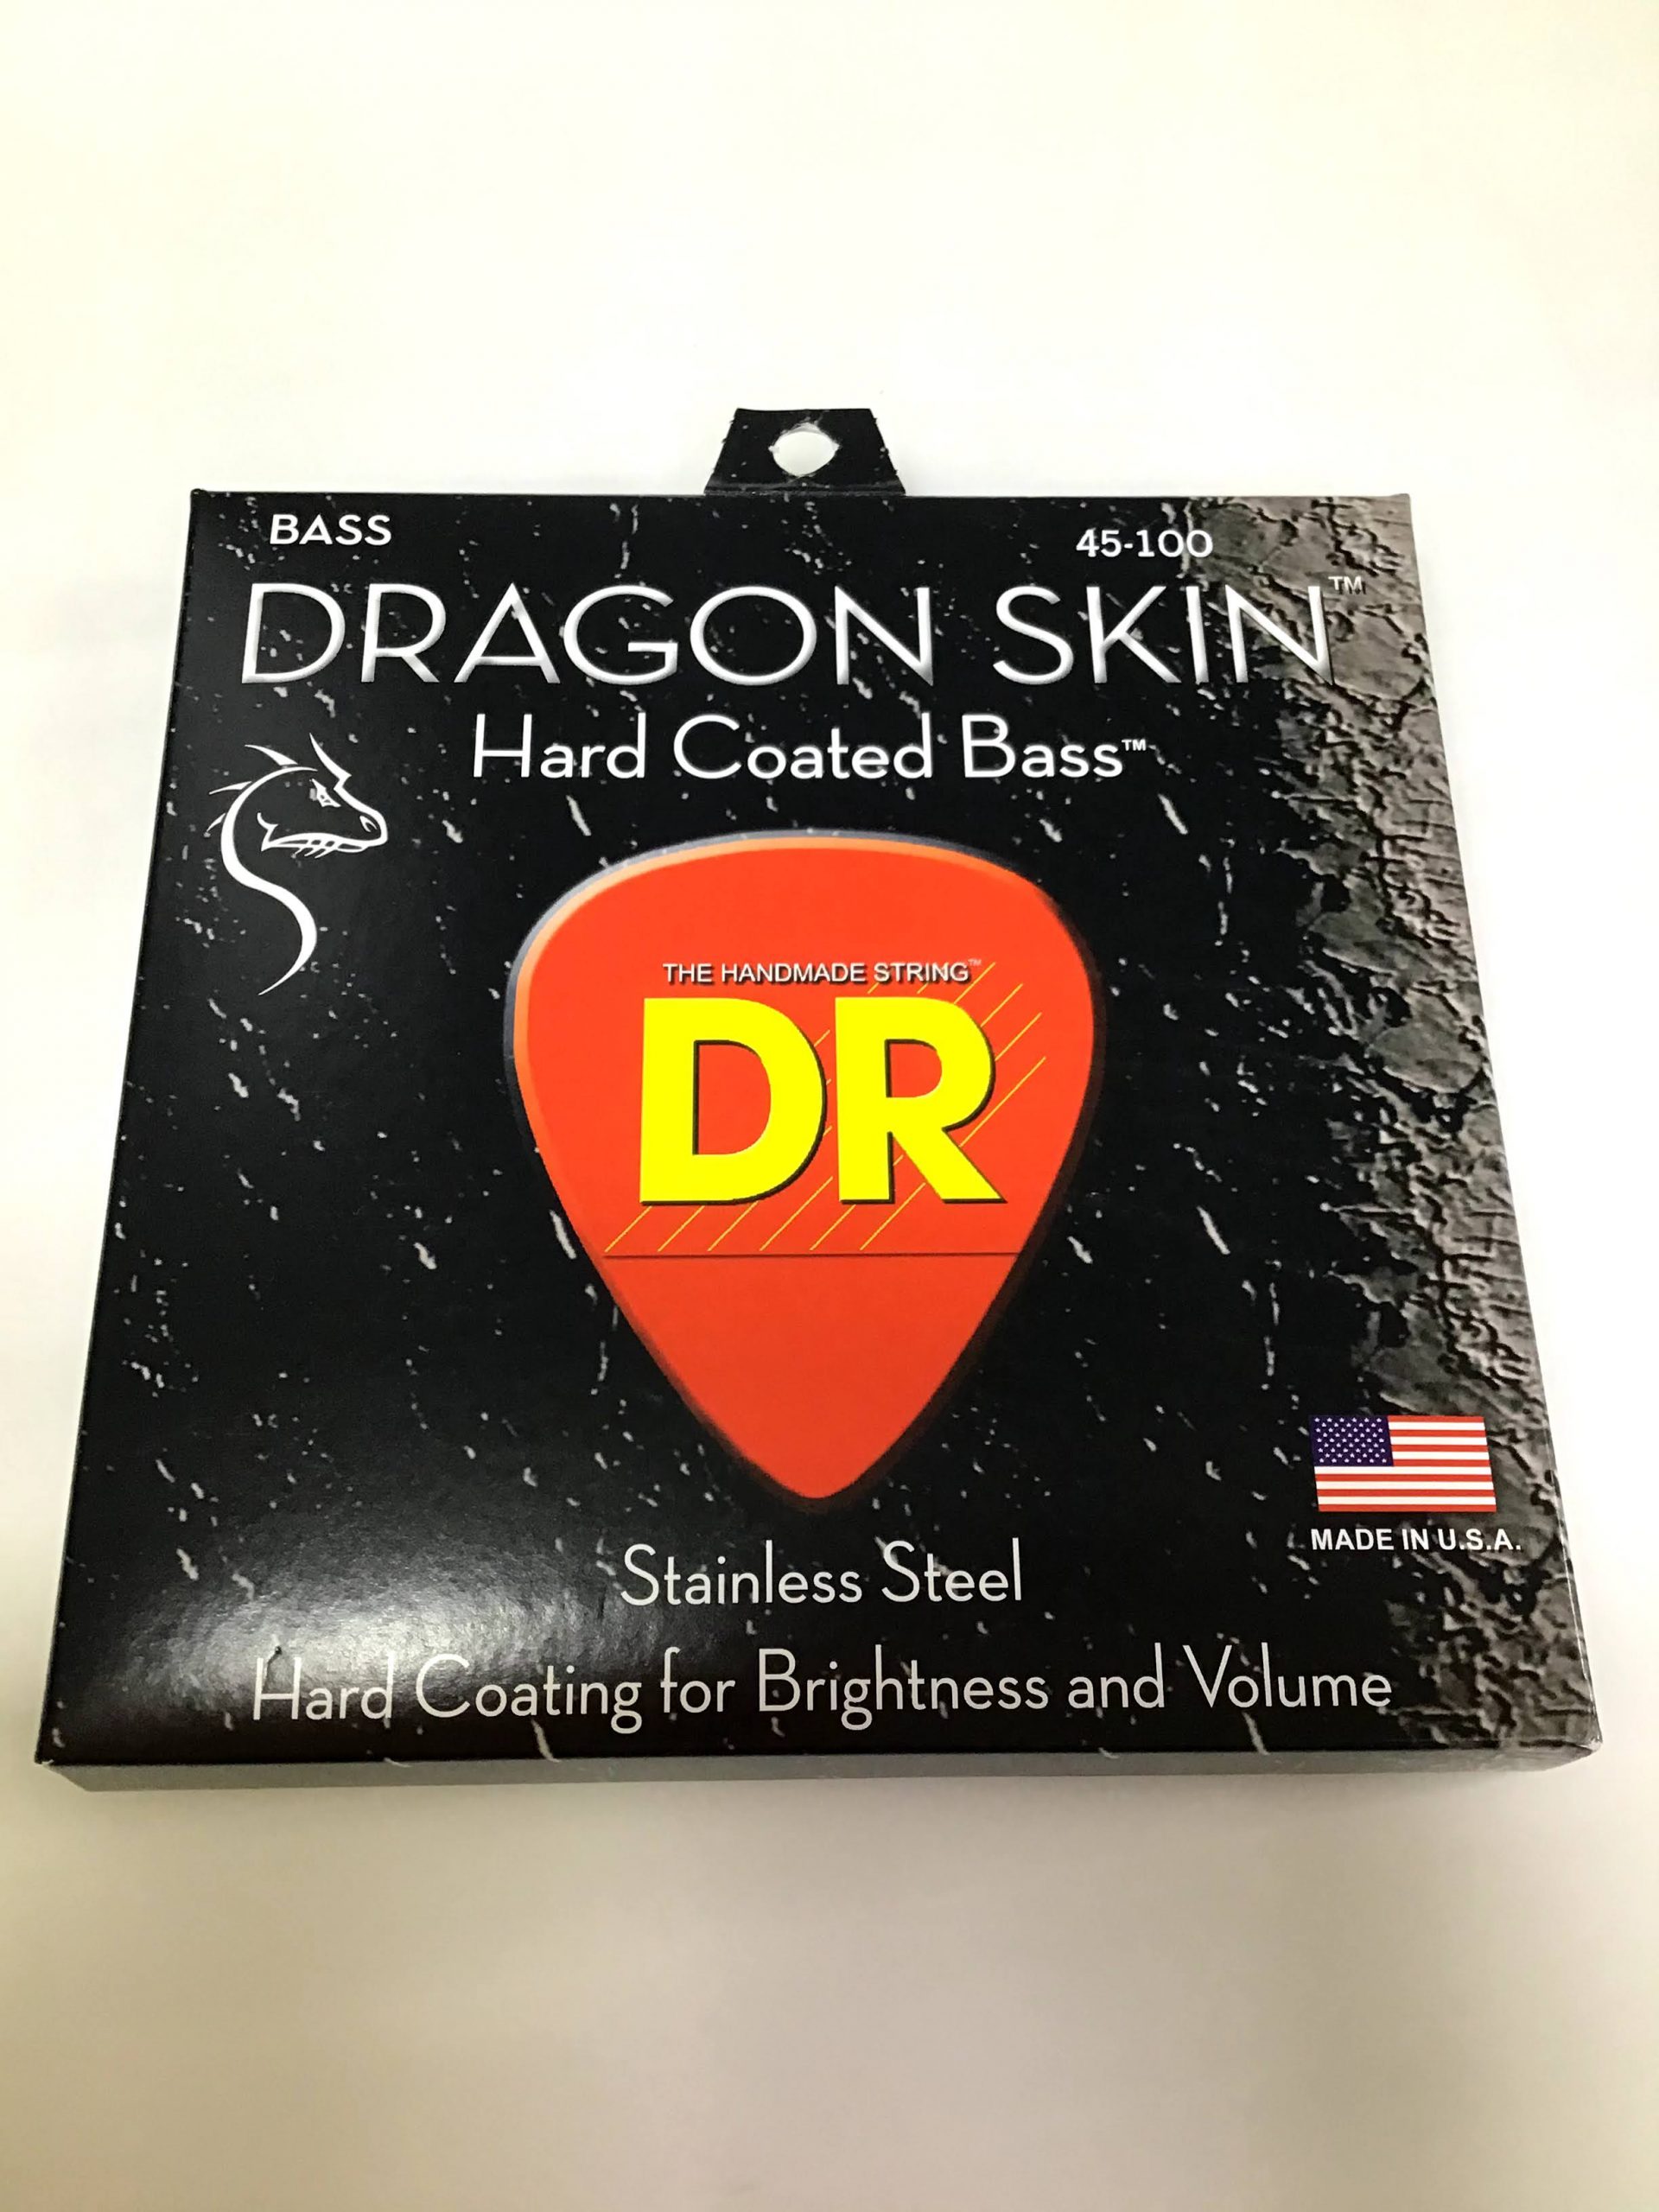 BASS
45-100
DRAGON SKIN™
Hard Coated Bass™
THE HANDMADE STRING™
DR
MADE IN U.S.A.
Stainless Steel
Hard Coating for Brightness and Volume